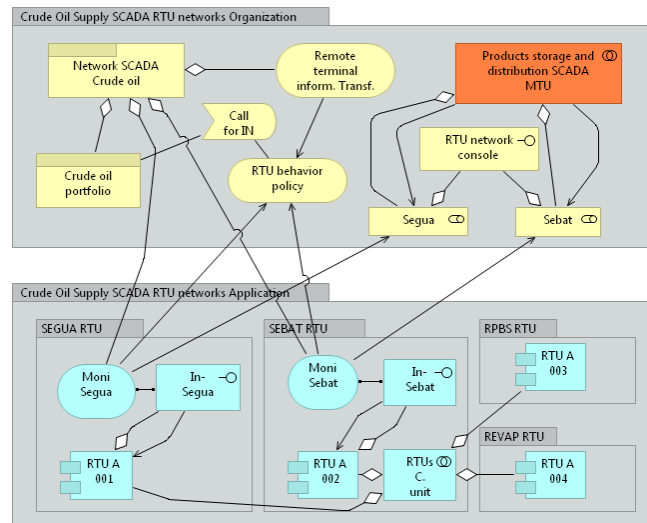 Crude Oil Supply SCADA RTU networks Organization
Network SCADA
Crude oil
Remote
terminal
inform. Transf.
Products storage and
distribution SCADA
MTU
Call
for IN
RTU network
console
Crude oil
portfolio
RTU behavior
policy
Segua
Sebat
Crude Oil Supply SCADA RTU networks Application
SEGUA RTU
SEBAT RTU
RPBS RTU
Moni
Segua
In-
Segua
Moni
Sebat
In-
Sebat
RTU A
003
REVAP RTU
RTU A
001
RTU A
002
RTUs
C.
unit
RTU A
004